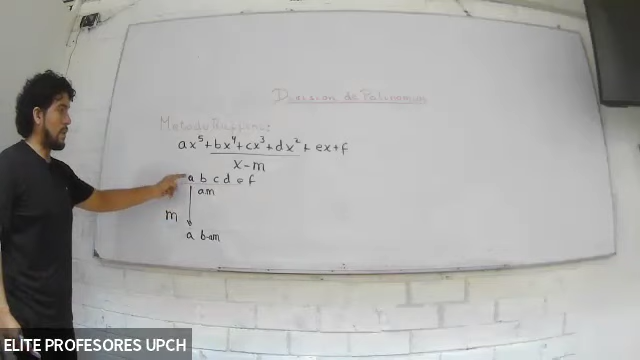 División de Polinomios
Metodo Ruffini:
ax⁵+bx⁴+cx³+dx²+ex+f
x-m
a b c d e f
am
m
a b-am
ELITE PROFESORES UPCH